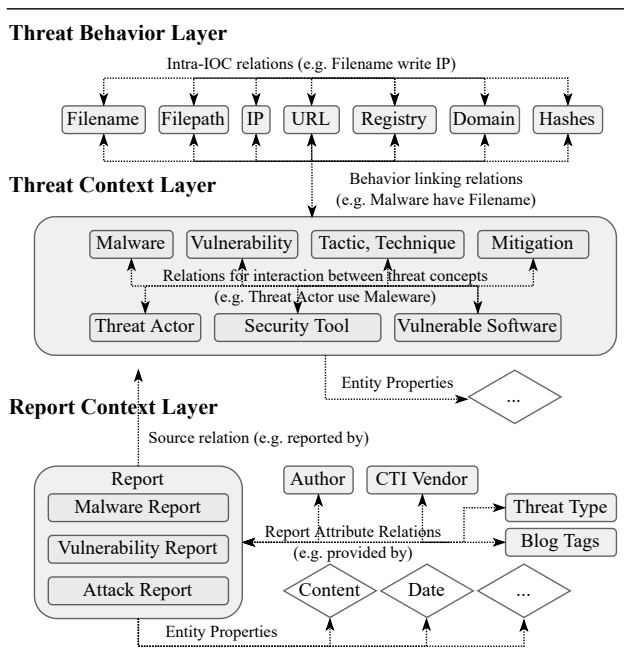 Threat Behavior Layer
Intra-IOC relations (e.g. Filename write IP)
Filename Filepath IP URL Registry Domain Hashes
Threat Context Layer
Behavior linking relations
(e.g. Malware have Filename)
Malware Vulnerability Tactic, Technique Mitigation
Relations for interaction between threat concepts
(e.g. Threat Actor use Maleware)
Threat Actor Security Tool Vulnerable Software
Entity Properties
...
Report Context Layer
Source relation (e.g. reported by)
Report
Malware Report
Vulnerability Report
Attack Report
Author CTI Vendor
Threat Type
Blog Tags
Report Attribute Relations
(e.g. provided by)
Content Date ...
Entity Properties